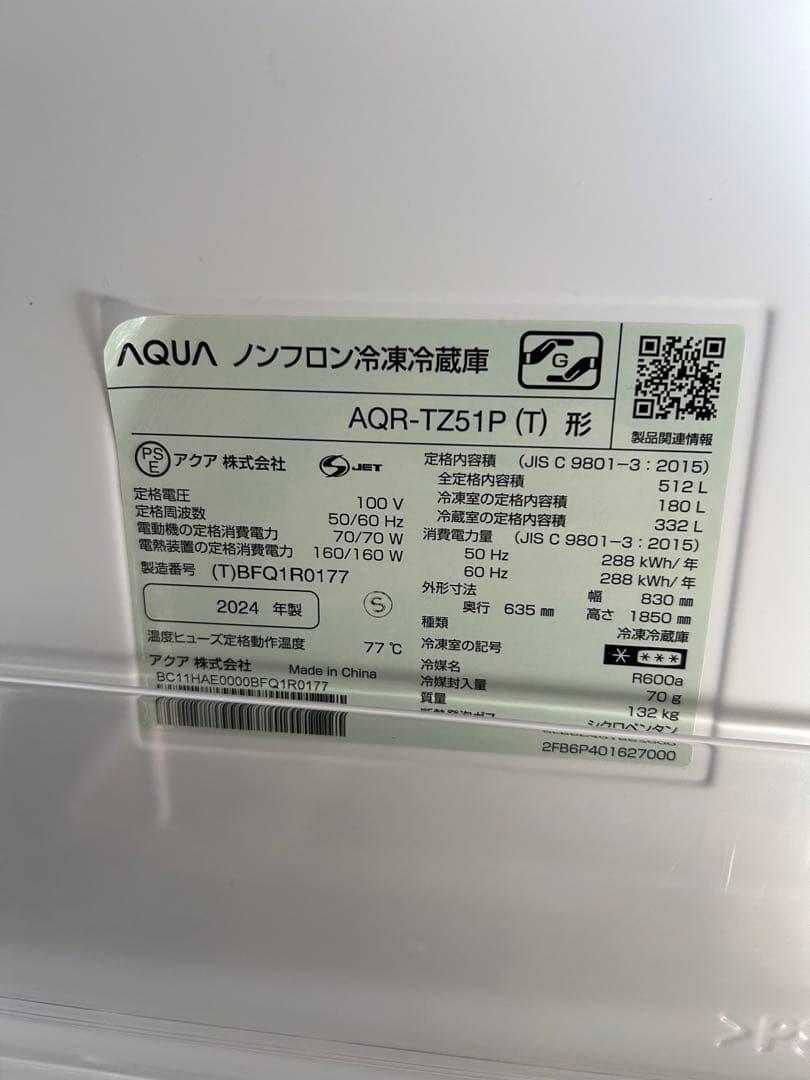 AQUA ノンフロン冷凍冷蔵庫 G
AQR-TZ51P (T) 形
製品関連情報
PS E アクア 株式会社 S JET
定格電圧 100 V
定格周波数 50/60 Hz
電動機の定格消費電力 70/70 W
電熱装置の定格消費電力 160/160 W
製造番号 (T)BFQ1R0177
2024 年製 S
温度ヒューズ定格動作温度 77 ℃
アクア 株式会社 Made in China
BC11HAE0000BFQ1R0177
定格内容積 (JIS C 9801-3：2015)
全定格内容積 512 L
冷凍室の定格内容積 180 L
冷蔵室の定格内容積 332 L
消費電力量 (JIS C 9801-3：2015)
50 Hz 288 kWh/年
60 Hz 288 kWh/年
外形寸法 幅 830 ㎜
奥行 635 ㎜ 高さ 1850 ㎜
種類 冷凍冷蔵庫
冷凍室の記号 * ***
冷媒名 R600a
冷媒封入量 70 g
質量 132 kg
シクロペンタン
2FB6P401627000